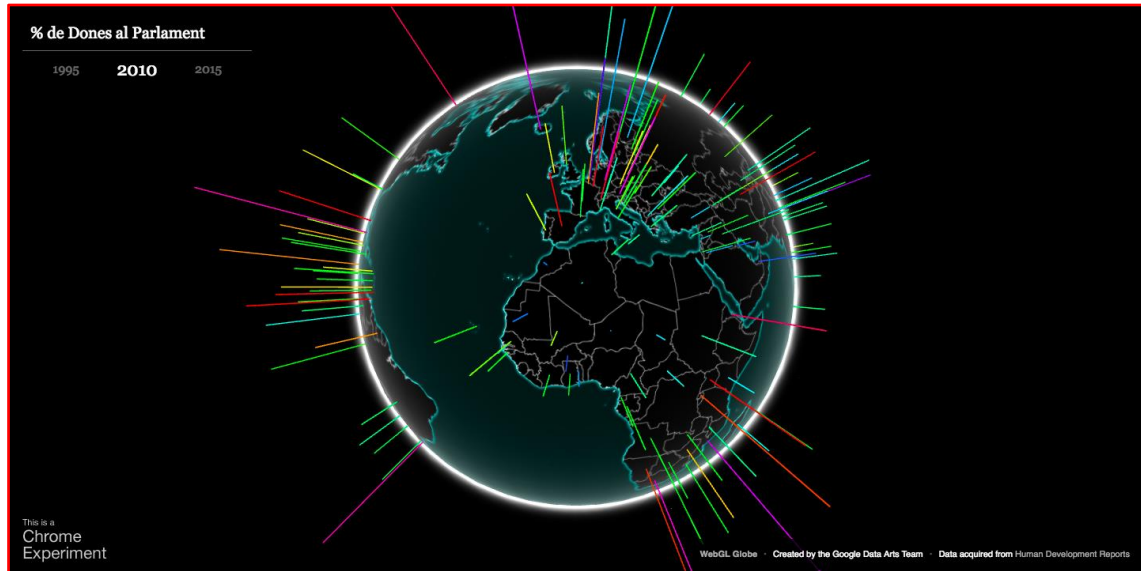 % de Dones al Parlament
1995 2010 2015
This is a
Chrome
Experiment
WebGL Globe · Created by the Google Data Arts Team · Data acquired from Human Development Reports